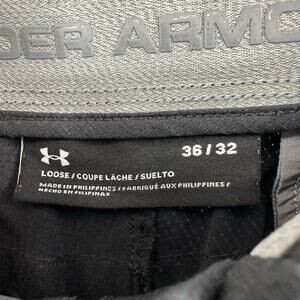 DER ARMO
36 / 32
LOOSE / COUPE LÂCHE / SUELTO
MADE IN PHILIPPINES / FABRIQUÉ AUX PHILIPPINES /
HECHO EN FILIPINAS